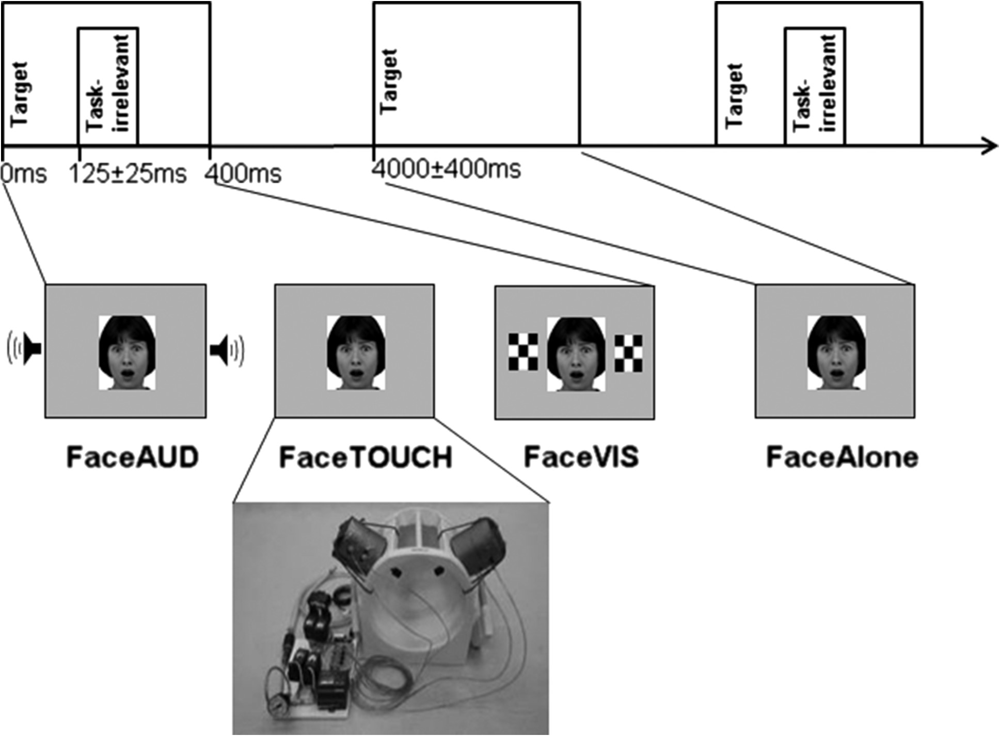 Target
Task-
irrelevant
Target
Target
Task-
irrelevant
0ms 125±25ms 400ms 4000±400ms
FaceAUD FaceTOUCH FaceVIS FaceAlone